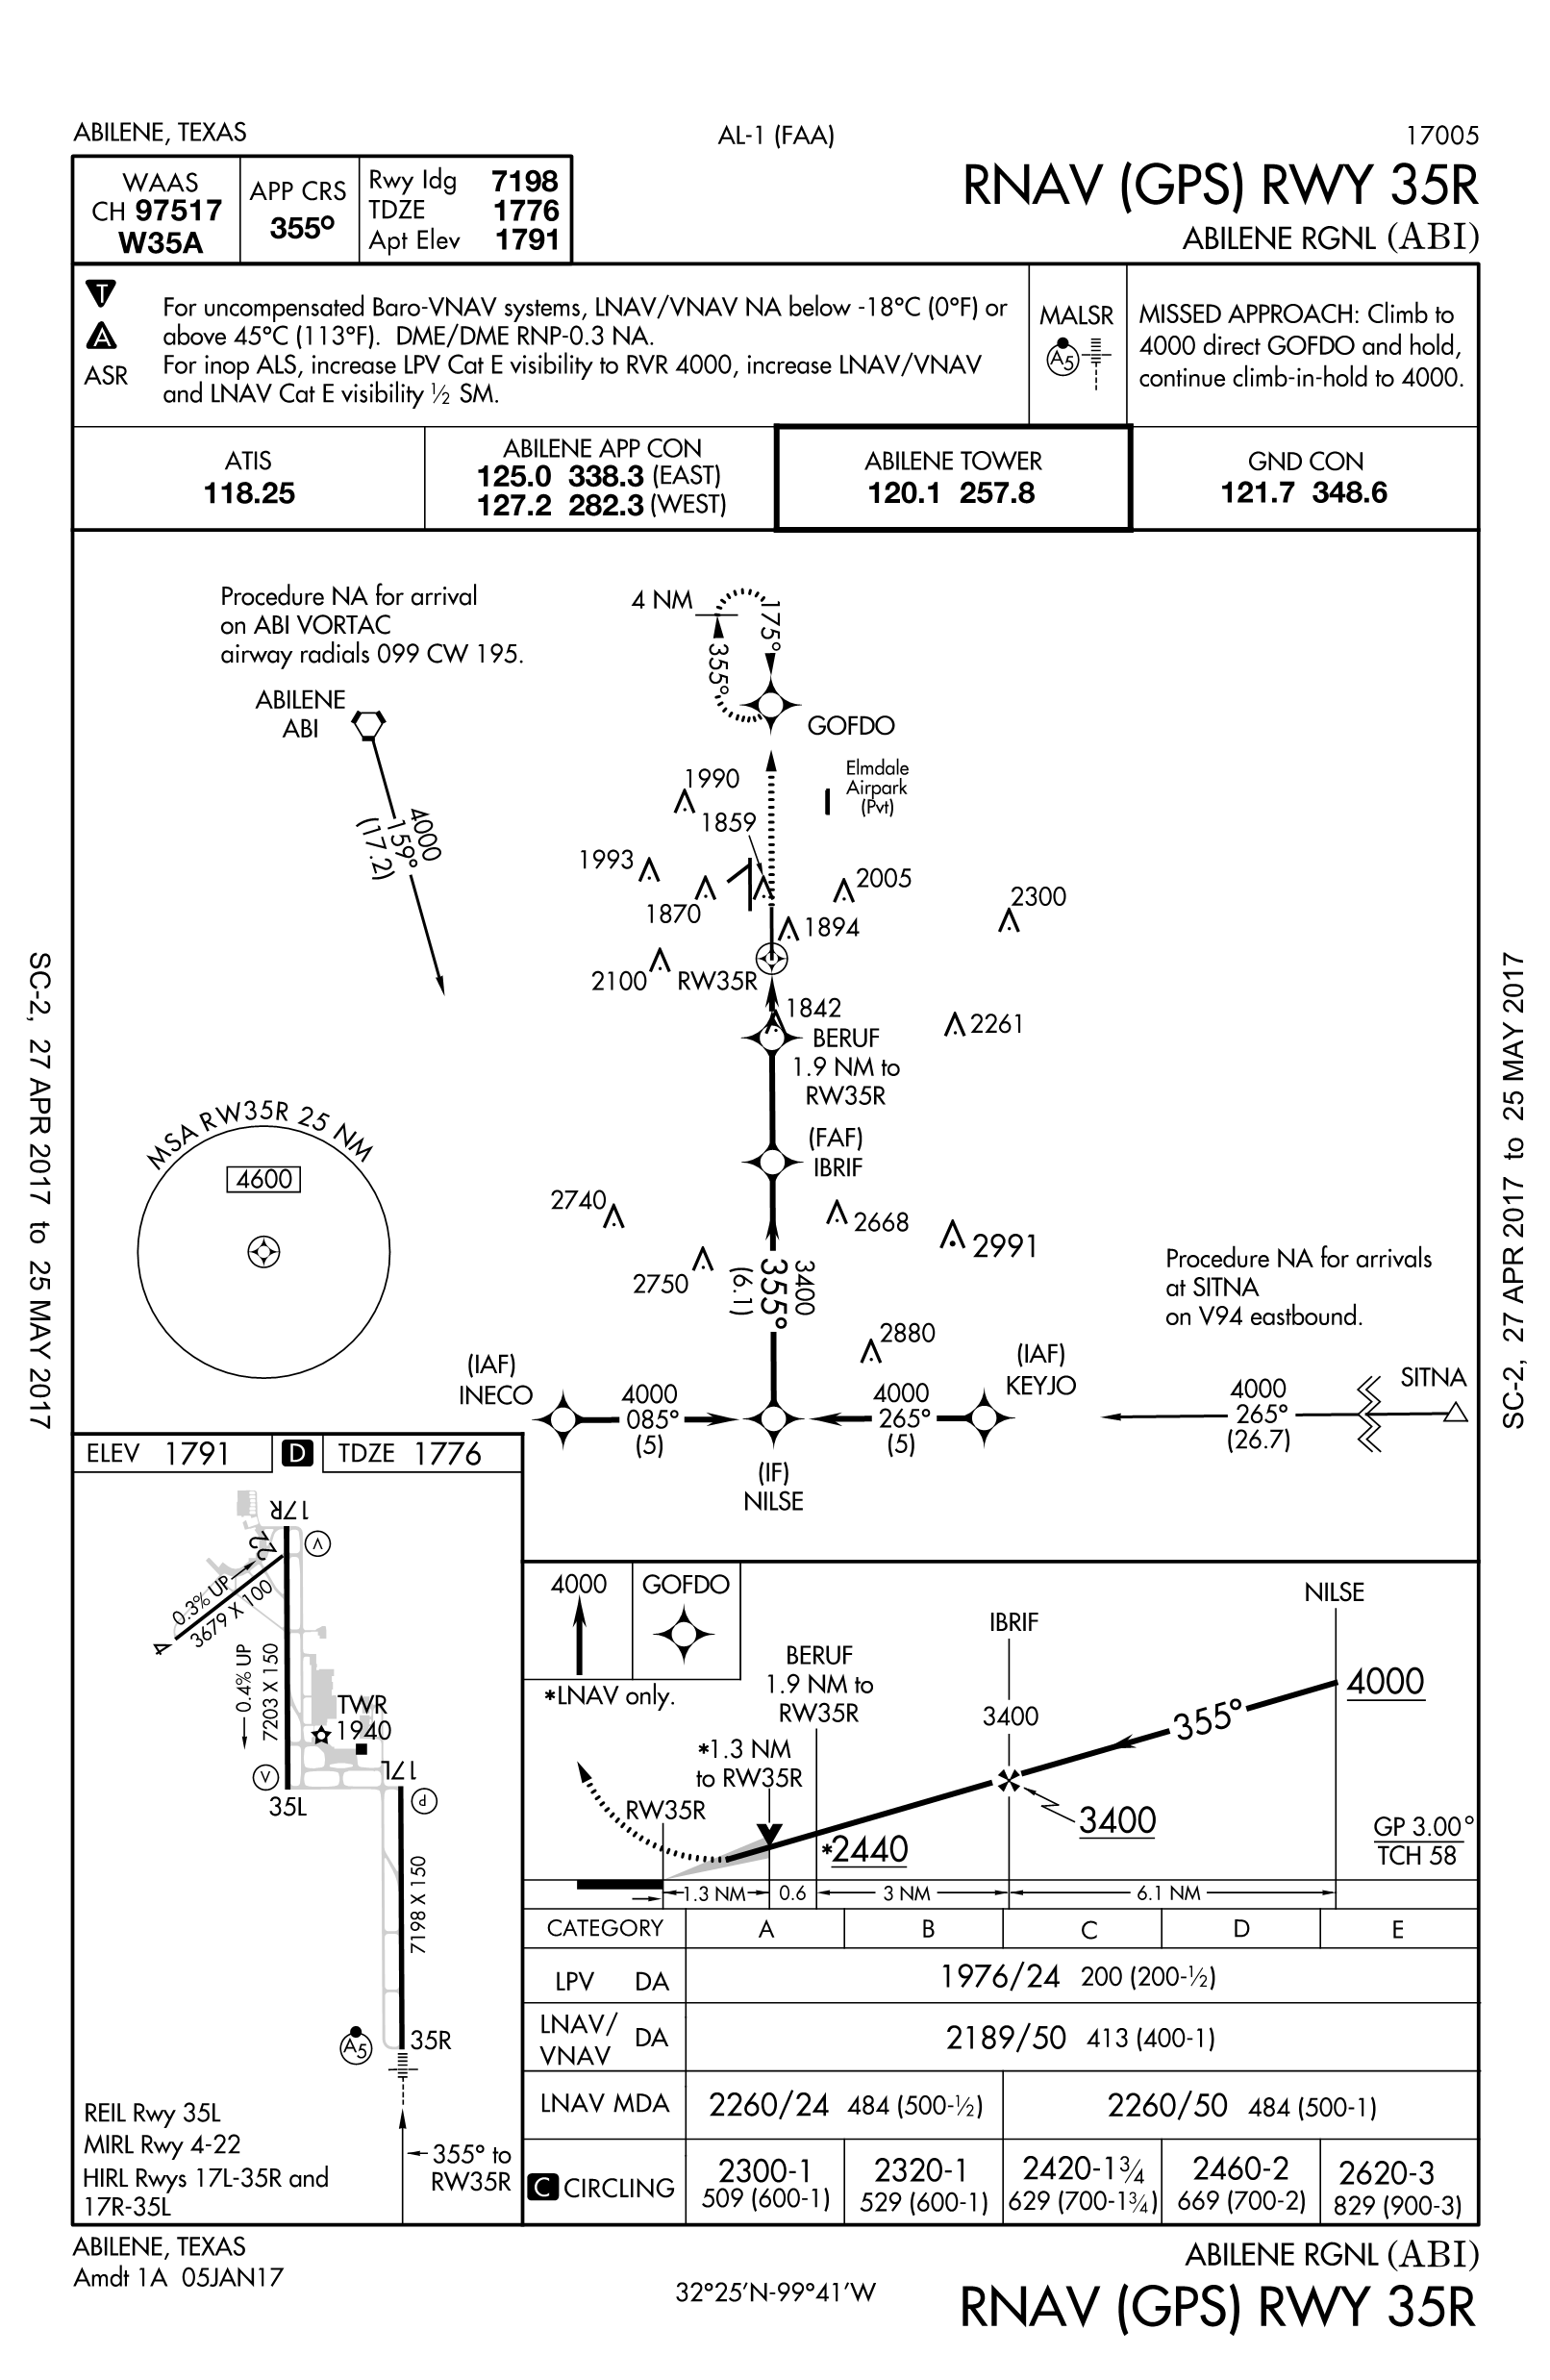 ABILENE, TEXAS
AL-1 (FAA)
17005
WAAS
CH 97517
W35A
APP CRS
355°
Rwy ldg 7198
TDZE 1776
Apt Elev 1791
RNAV (GPS) RWY 35R
ABILENE RGNL (ABI)
T
A
ASR
For uncompensated Baro-VNAV systems, LNAV/VNAV NA below -18°C (0°F) or
above 45°C (113°F). DME/DME RNP-0.3 NA.
For inop ALS, increase LPV Cat E visibility to RVR 4000, increase LNAV/VNAV
and LNAV Cat E visibility ½ SM.
MALSR
A5
MISSED APPROACH: Climb to
4000 direct GOFDO and hold,
continue climb-in-hold to 4000.
ATIS
118.25
ABILENE APP CON
125.0 338.3 (EAST)
127.2 282.3 (WEST)
ABILENE TOWER
120.1 257.8
GND CON
121.7 348.6
Procedure NA for arrival
on ABI VORTAC
airway radials 099 CW 195.
4 NM
175°
355°
GOFDO
ABILENE
ABI
4000
159°
(17.2)
Elmdale
Airpark
(Pvt)
1990
1859
1993
1870
2005
2300
1894
2100
RW35R
1842
2261
BERUF
1.9 NM to
RW35R
(FAF)
IBRIF
MSA RW35R 25 NM
4600
2740
2668
2991
2750
3400
355°
(6.1)
2880
Procedure NA for arrivals
at SITNA
on V94 eastbound.
(IAF)
INECO
4000
085°
(5)
4000
265°
(5)
(IAF)
KEYJO
4000
265°
(26.7)
SITNA
(IF)
NILSE
SC-2, 27 APR 2017 to 25 MAY 2017
SC-2, 27 APR 2017 to 25 MAY 2017
ELEV 1791
D
TDZE 1776
17R
V
22
0.3% UP
3679 X 100
4
0.4% UP
7203 X 150
TWR
1940
V
35L
17L
P
7198 X 150
A5
35R
REIL Rwy 35L
MIRL Rwy 4-22
HIRL Rwys 17L-35R and
17R-35L
355° to
RW35R
4000
GOFDO
*LNAV only.
NILSE
IBRIF
BERUF
1.9 NM to
RW35R
4000
355°
3400
*1.3 NM
to RW35R
RW35R
3400
*2440
GP 3.00°
TCH 58
1.3 NM
0.6
3 NM
6.1 NM
CATEGORY A B C D E
LPV DA 1976/24 200 (200-½)
LNAV/
VNAV DA 2189/50 413 (400-1)
LNAV MDA 2260/24 484 (500-½) 2260/50 484 (500-1)
C CIRCLING
2300-1
509 (600-1)
2320-1
529 (600-1)
2420-1¾
629 (700-1¾)
2460-2
669 (700-2)
2620-3
829 (900-3)
ABILENE, TEXAS
Amdt 1A 05JAN17
32°25'N-99°41'W
ABILENE RGNL (ABI)
RNAV (GPS) RWY 35R